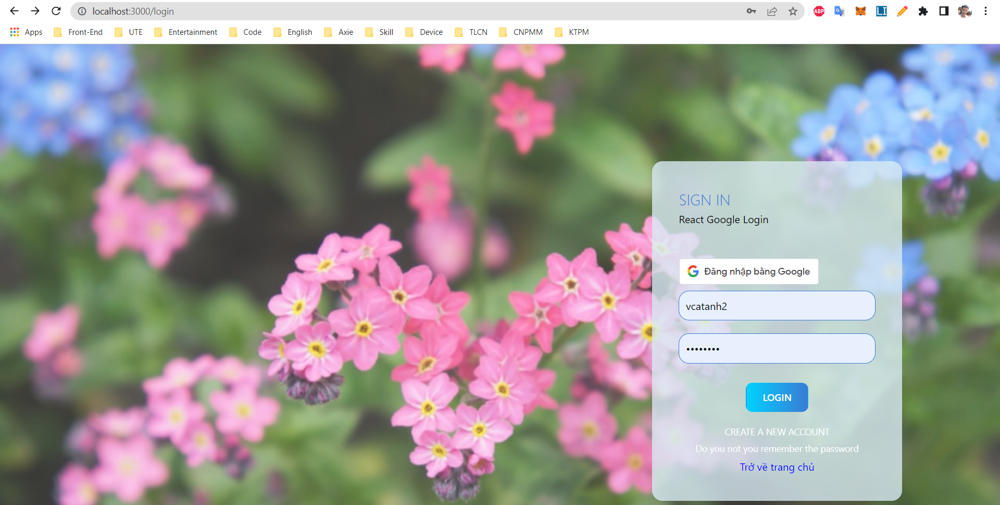 localhost:3000/login
ABP
G
LI
Apps Front-End UTE Entertainment Code English Axie Skill Device TLCN CNPMM KTPM
SIGN IN
React Google Login
Đăng nhập bằng Google
vcatanh2
••••••••
LOGIN
CREATE A NEW ACCOUNT
Do you not you remember the password
Trở về trang chủ